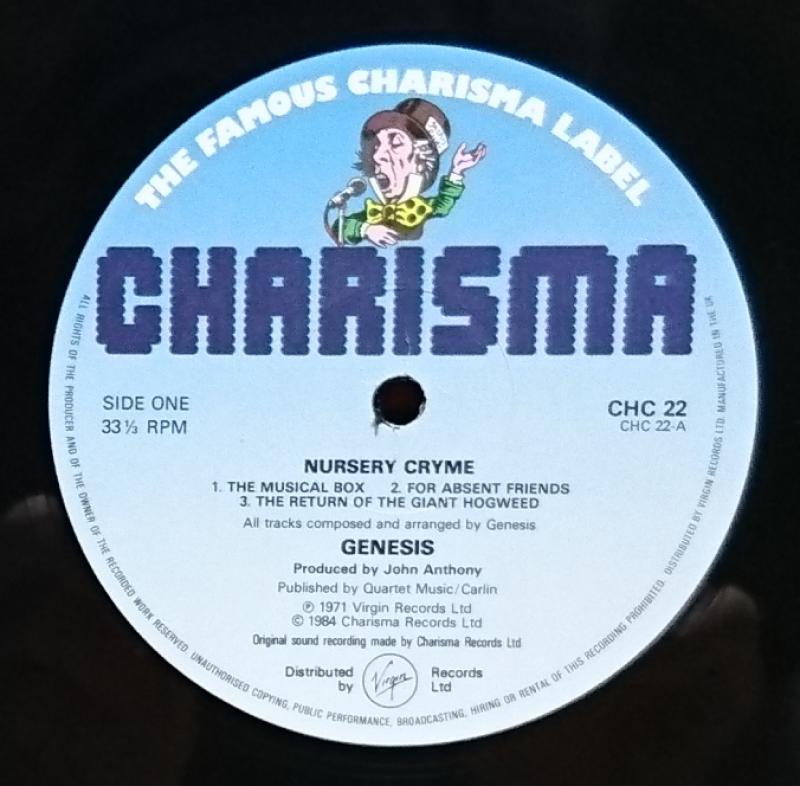 THE FAMOUS CHARISMA LABEL
CHARISMA
SIDE ONE
33⅓ RPM
CHC 22
CHC 22-A
NURSERY CRYME
1. THE MUSICAL BOX 2. FOR ABSENT FRIENDS
3. THE RETURN OF THE GIANT HOGWEED
All tracks composed and arranged by Genesis
GENESIS
Produced by John Anthony
Published by Quartet Music/Carlin
℗ 1971 Virgin Records Ltd
© 1984 Charisma Records Ltd
Original sound recording made by Charisma Records Ltd
Distributed by Virgin Records Ltd
ALL RIGHTS OF THE PRODUCER AND OF THE OWNER OF THE RECORDED WORK RESERVED. UNAUTHORISED COPYING, PUBLIC PERFORMANCE, BROADCASTING, HIRING OR RENTAL OF THIS RECORDING PROHIBITED. DISTRIBUTED BY VIRGIN RECORDS LTD. MANUFACTURED IN THE UK